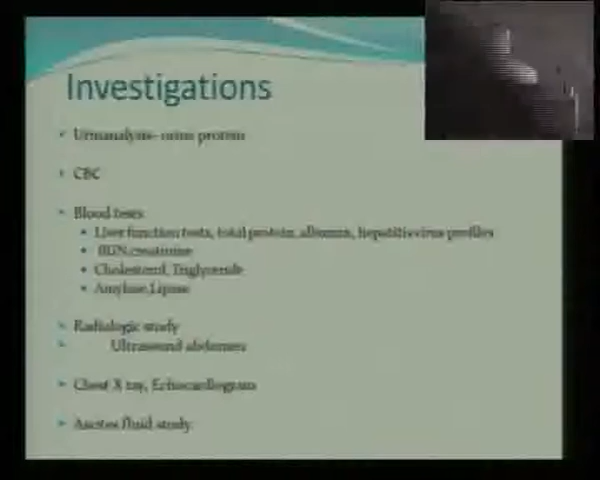 Investigations
Urinanalysis- urine protein
CBC
Blood tests
Liver function tests, total protein, albumin, hepatitis virus profiles
BUN,creatinine
Cholesterol, Triglyceride
Amylase,Lipase
Radiologic study
Ultrasound abdomen
Chest X ray, Echocardiogram
Ascites fluid study